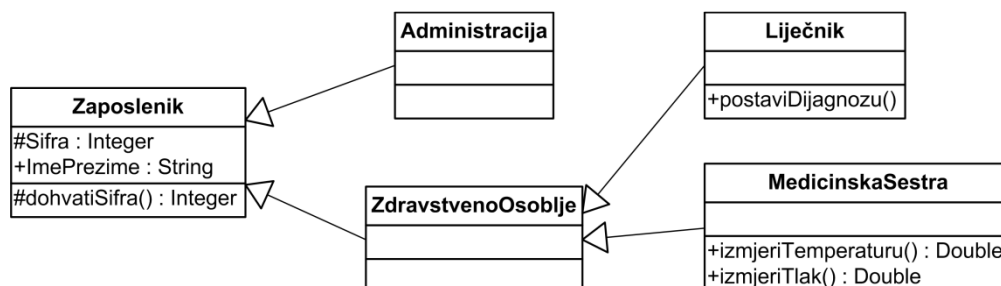 Administracija
Liječnik
+postaviDijagnozu()
Zaposlenik
#Sifra : Integer
+ImePrezime : String
#dohvatiSifra() : Integer
ZdravstvenoOsoblje
MedicinskaSestra
+izmjeriTemperaturu() : Double
+izmjeriTlak() : Double